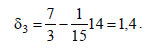 δ₃ = 7/3 − 1/15 14 = 1,4.